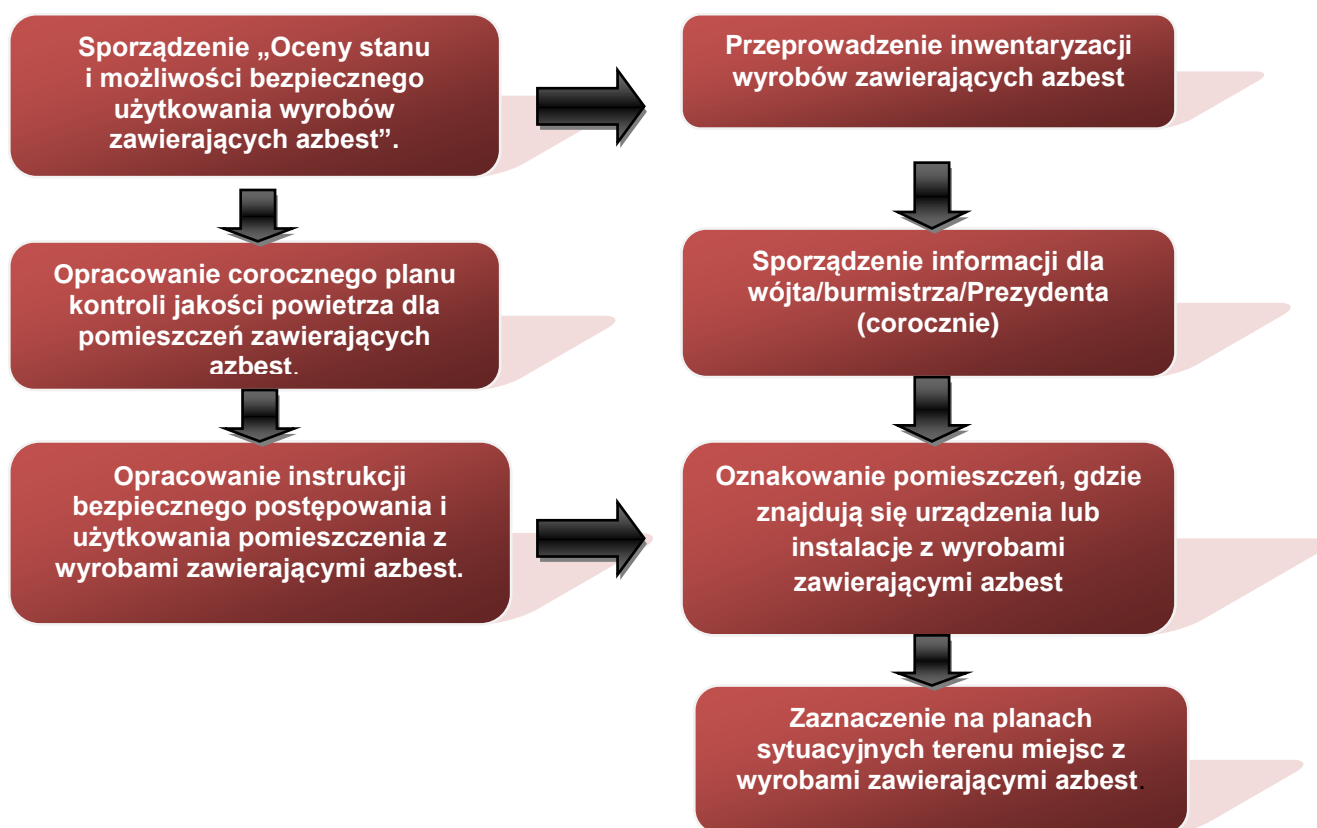 Sporządzenie „Oceny stanu
i możliwości bezpiecznego
użytkowania wyrobów
zawierających azbest”.
Przeprowadzenie inwentaryzacji
wyrobów zawierających azbest
Opracowanie corocznego planu
kontroli jakości powietrza dla
pomieszczeń zawierających
azbest.
Sporządzenie informacji dla
wójta/burmistrza/Prezydenta
(corocznie)
Opracowanie instrukcji
bezpiecznego postępowania i
użytkowania pomieszczenia z
wyrobami zawierającymi azbest.
Oznakowanie pomieszczeń, gdzie
znajdują się urządzenia lub
instalacje z wyrobami
zawierającymi azbest
Zaznaczenie na planach
sytuacyjnych terenu miejsc z
wyrobami zawierającymi azbest.